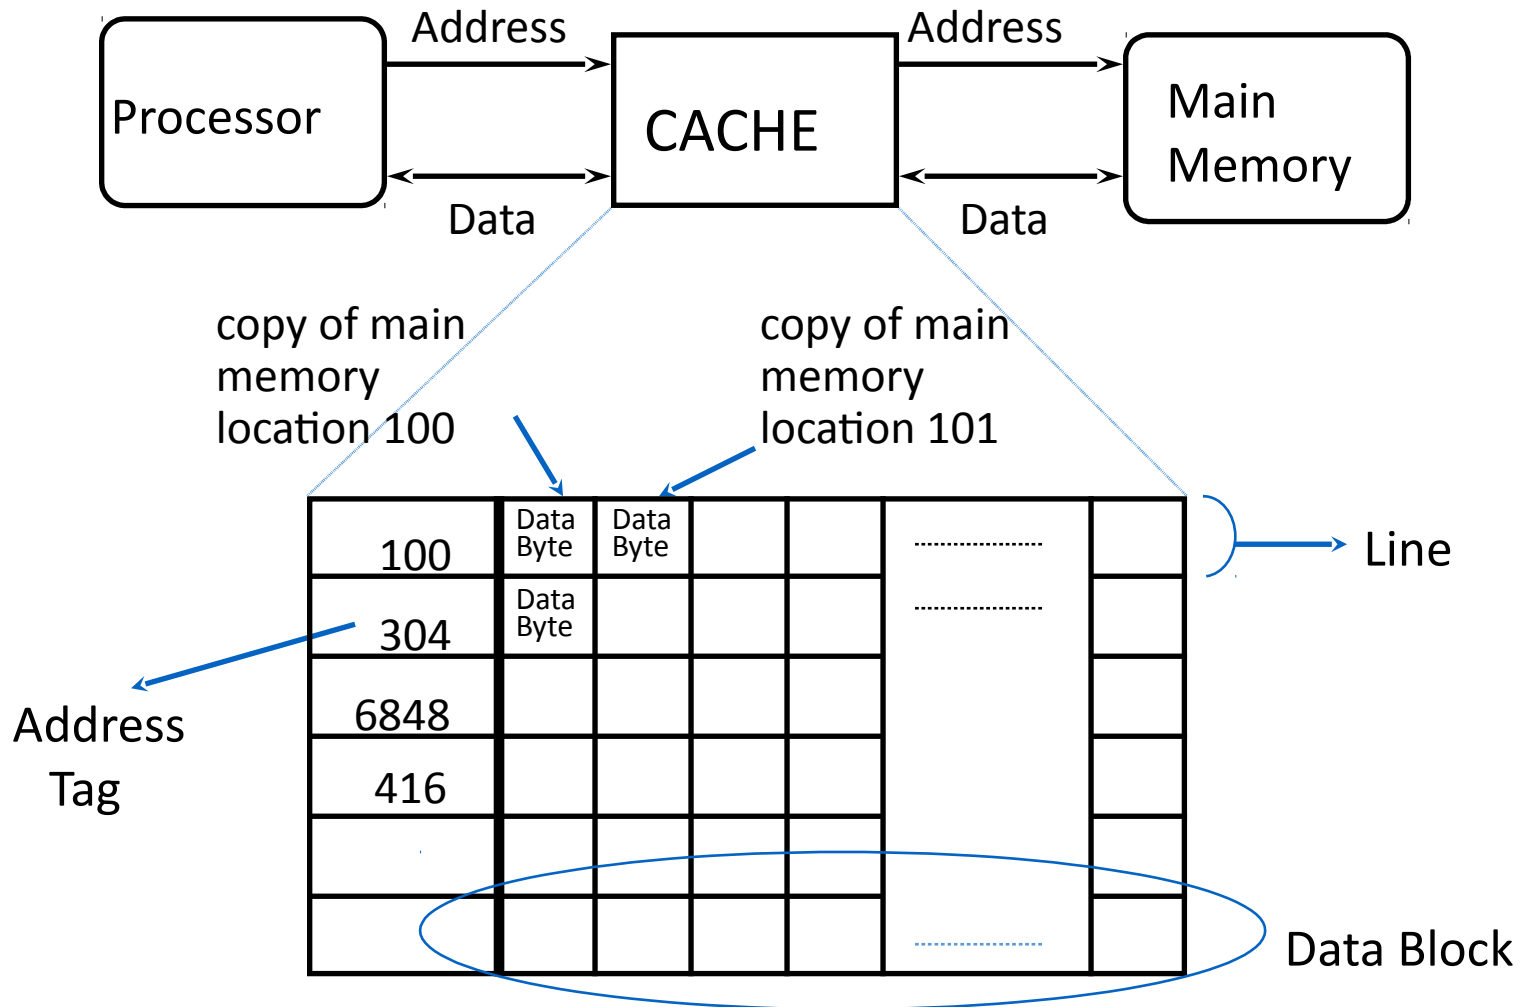 Address
Address
Processor
CACHE
Main
Memory
Data
Data
copy of main
memory
location 100
copy of main
memory
location 101
Data
Byte
Data
Byte
100
Line
Data
Byte
304
6848
Address
Tag
416
Data Block